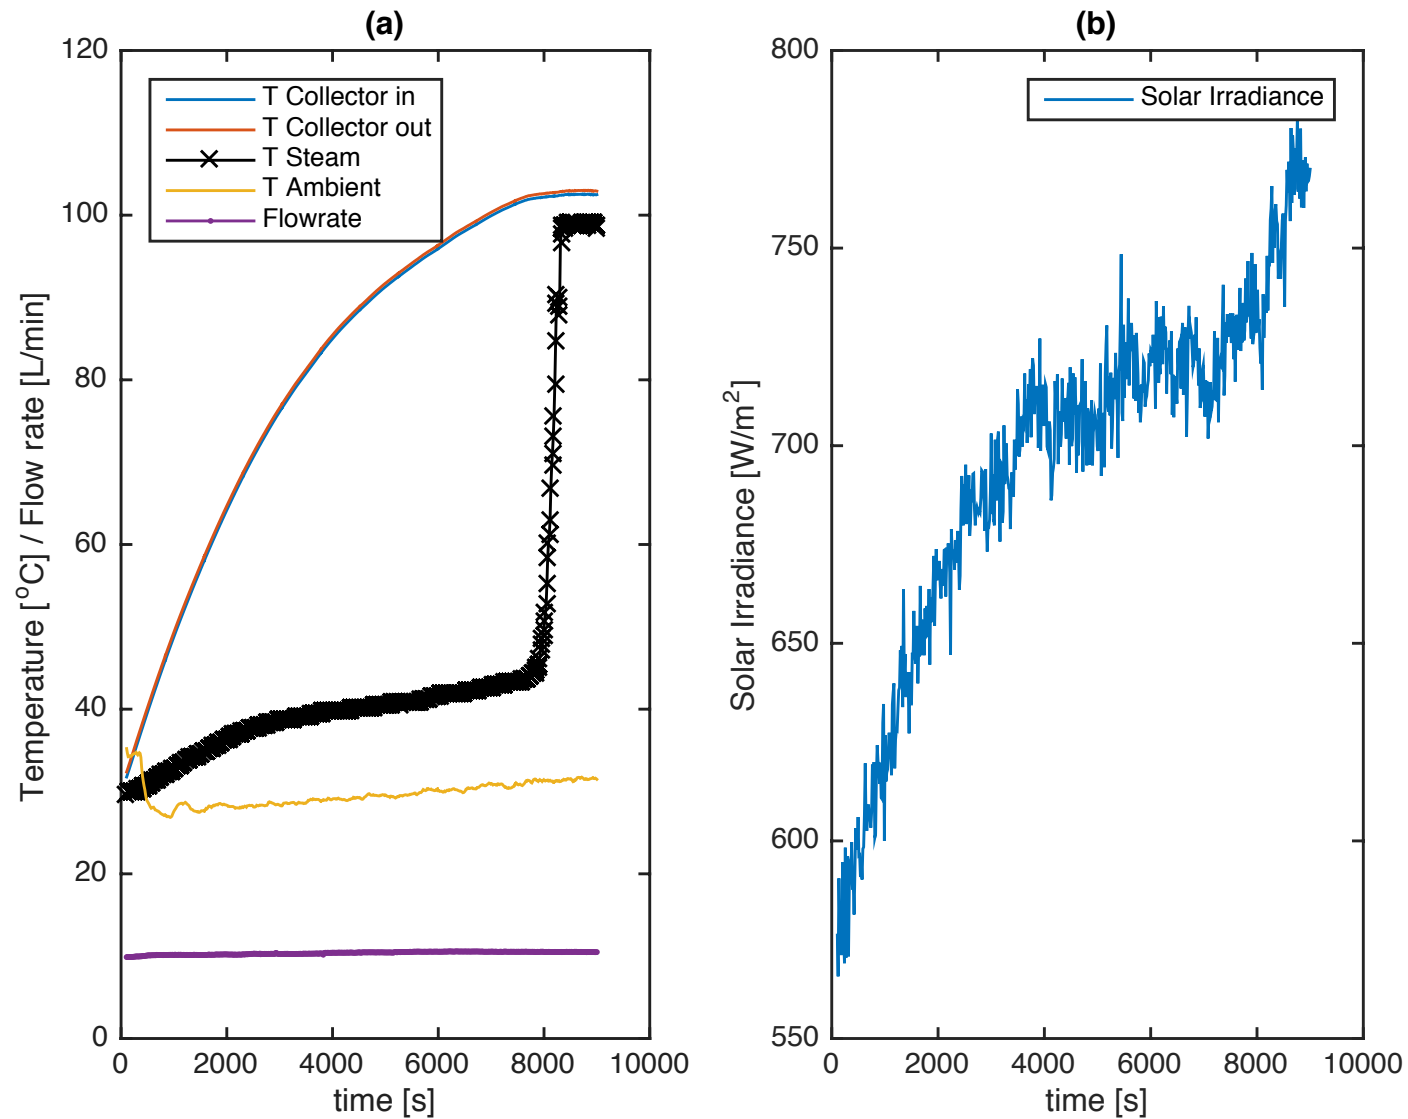 (a)
120
100
80
60
40
20
0
0 2000 4000 6000 8000 10000
time [s]
Temperature [°C] / Flow rate [L/min]
T Collector in
T Collector out
T Steam
T Ambient
Flowrate
(b)
800
750
700
650
600
550
0 2000 4000 6000 8000 10000
time [s]
Solar Irradiance [W/m²]
Solar Irradiance